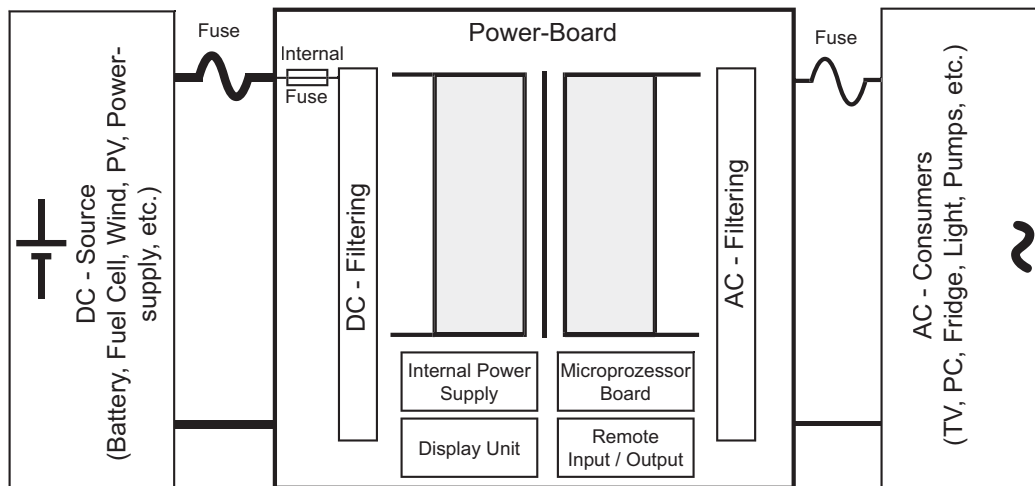 DC - Source
(Battery, Fuel Cell, Wind, PV, Power-
supply, etc.)
Fuse
Internal
Fuse
Power-Board
DC - Filtering
AC - Filtering
Internal Power
Supply
Microprozessor
Board
Display Unit
Remote
Input / Output
Fuse
AC - Consumers
(TV, PC, Fridge, Light, Pumps, etc.)